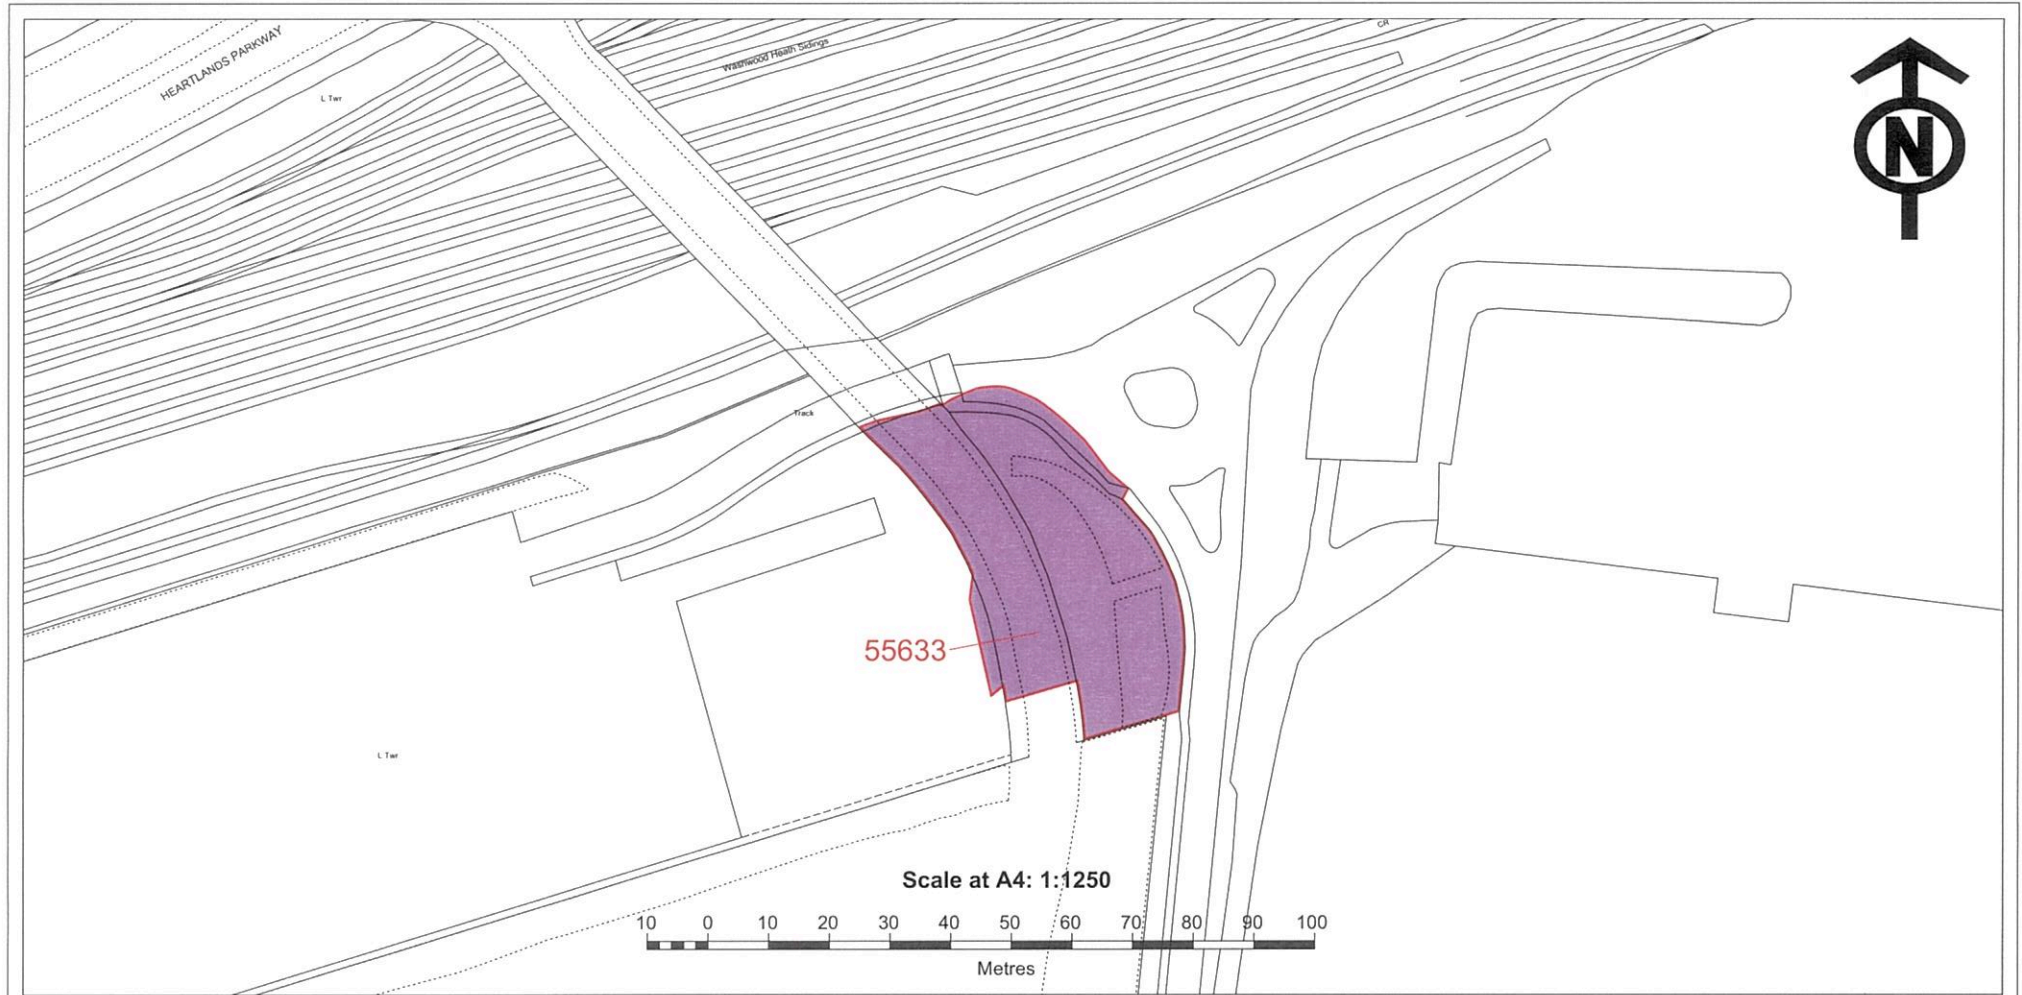 HEARTLANDS PARKWAY
L Twr
Washwood Heath Sidings
CR
N
Track
55633
L Twr
Scale at A4: 1:1250
10 0 10 20 30 40 50 60 70 80 90 100
Metres